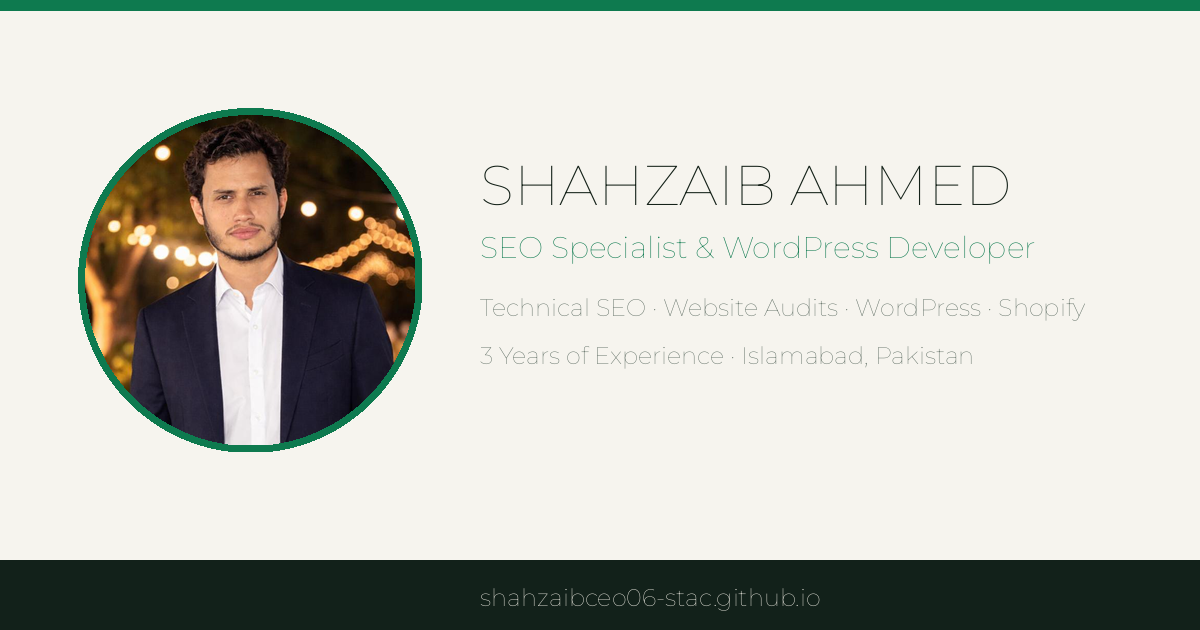 SHAHZAIB AHMED
SEO Specialist & WordPress Developer
Technical SEO · Website Audits · WordPress · Shopify
3 Years of Experience · Islamabad, Pakistan
shahzaibceo06-stac.github.io